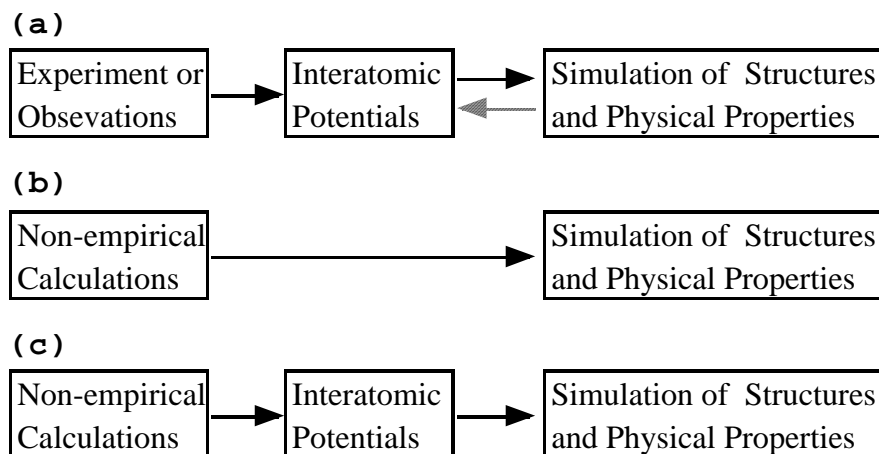 (a)
Experiment or
Obsevations
Interatomic
Potentials
Simulation of Structures
and Physical Properties
(b)
Non-empirical
Calculations
Simulation of Structures
and Physical Properties
(c)
Non-empirical
Calculations
Interatomic
Potentials
Simulation of Structures
and Physical Properties